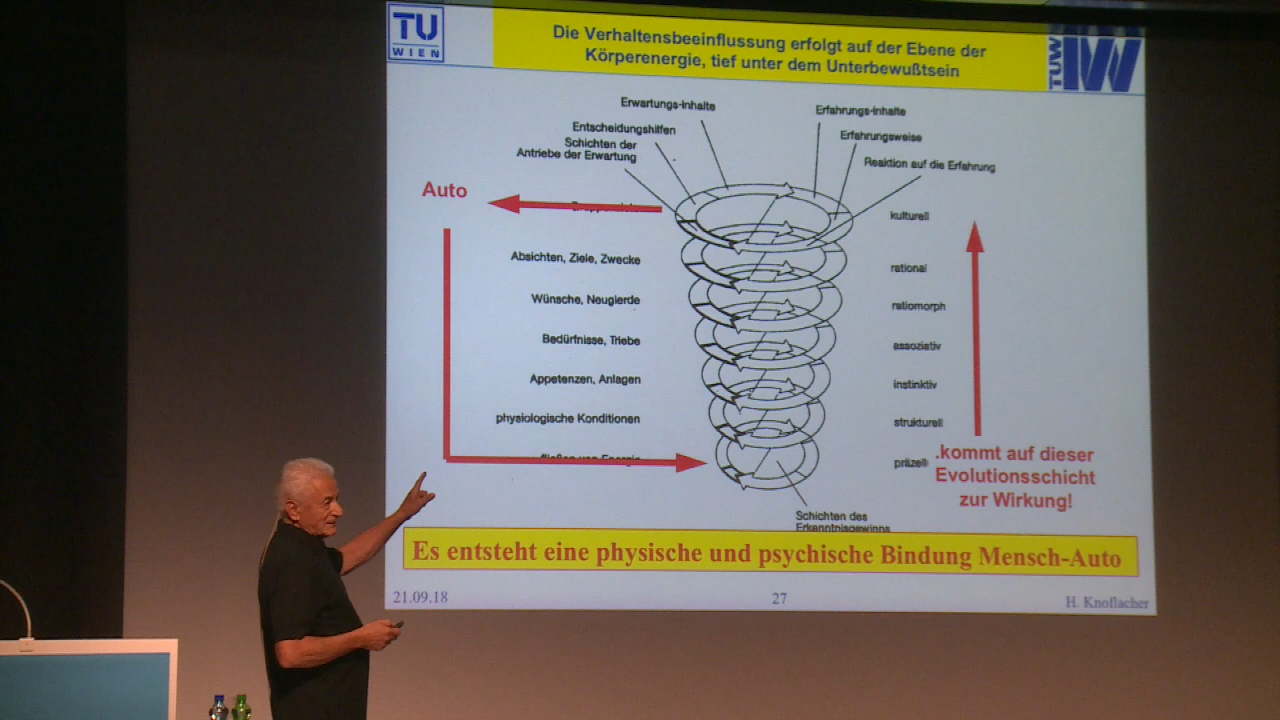 TU
WIEN
Die Verhaltensbeeinflussung erfolgt auf der Ebene der
Körperenergie, tief unter dem Unterbewußtsein
TUW
IVV
Erwartungs-Inhalte
Erfahrungs-Inhalte
Entscheidungshilfen
Erfahrungsweise
Schichten der
Antriebe der Erwartung
Reaktion auf die Erfahrung
Auto
kulturell
Absichten, Ziele, Zwecke
rational
Wünsche, Neugierde
ratiomorph
Bedürfnisse, Triebe
assoziativ
Appetenzen, Anlagen
instinktiv
physiologische Konditionen
strukturell
präzell
.kommt auf dieser
Evolutionsschicht
zur Wirkung!
Schichten des
Erkenntnisgewinns
Es entsteht eine physische und psychische Bindung Mensch-Auto
21.09.18
27
H. Knoflacher